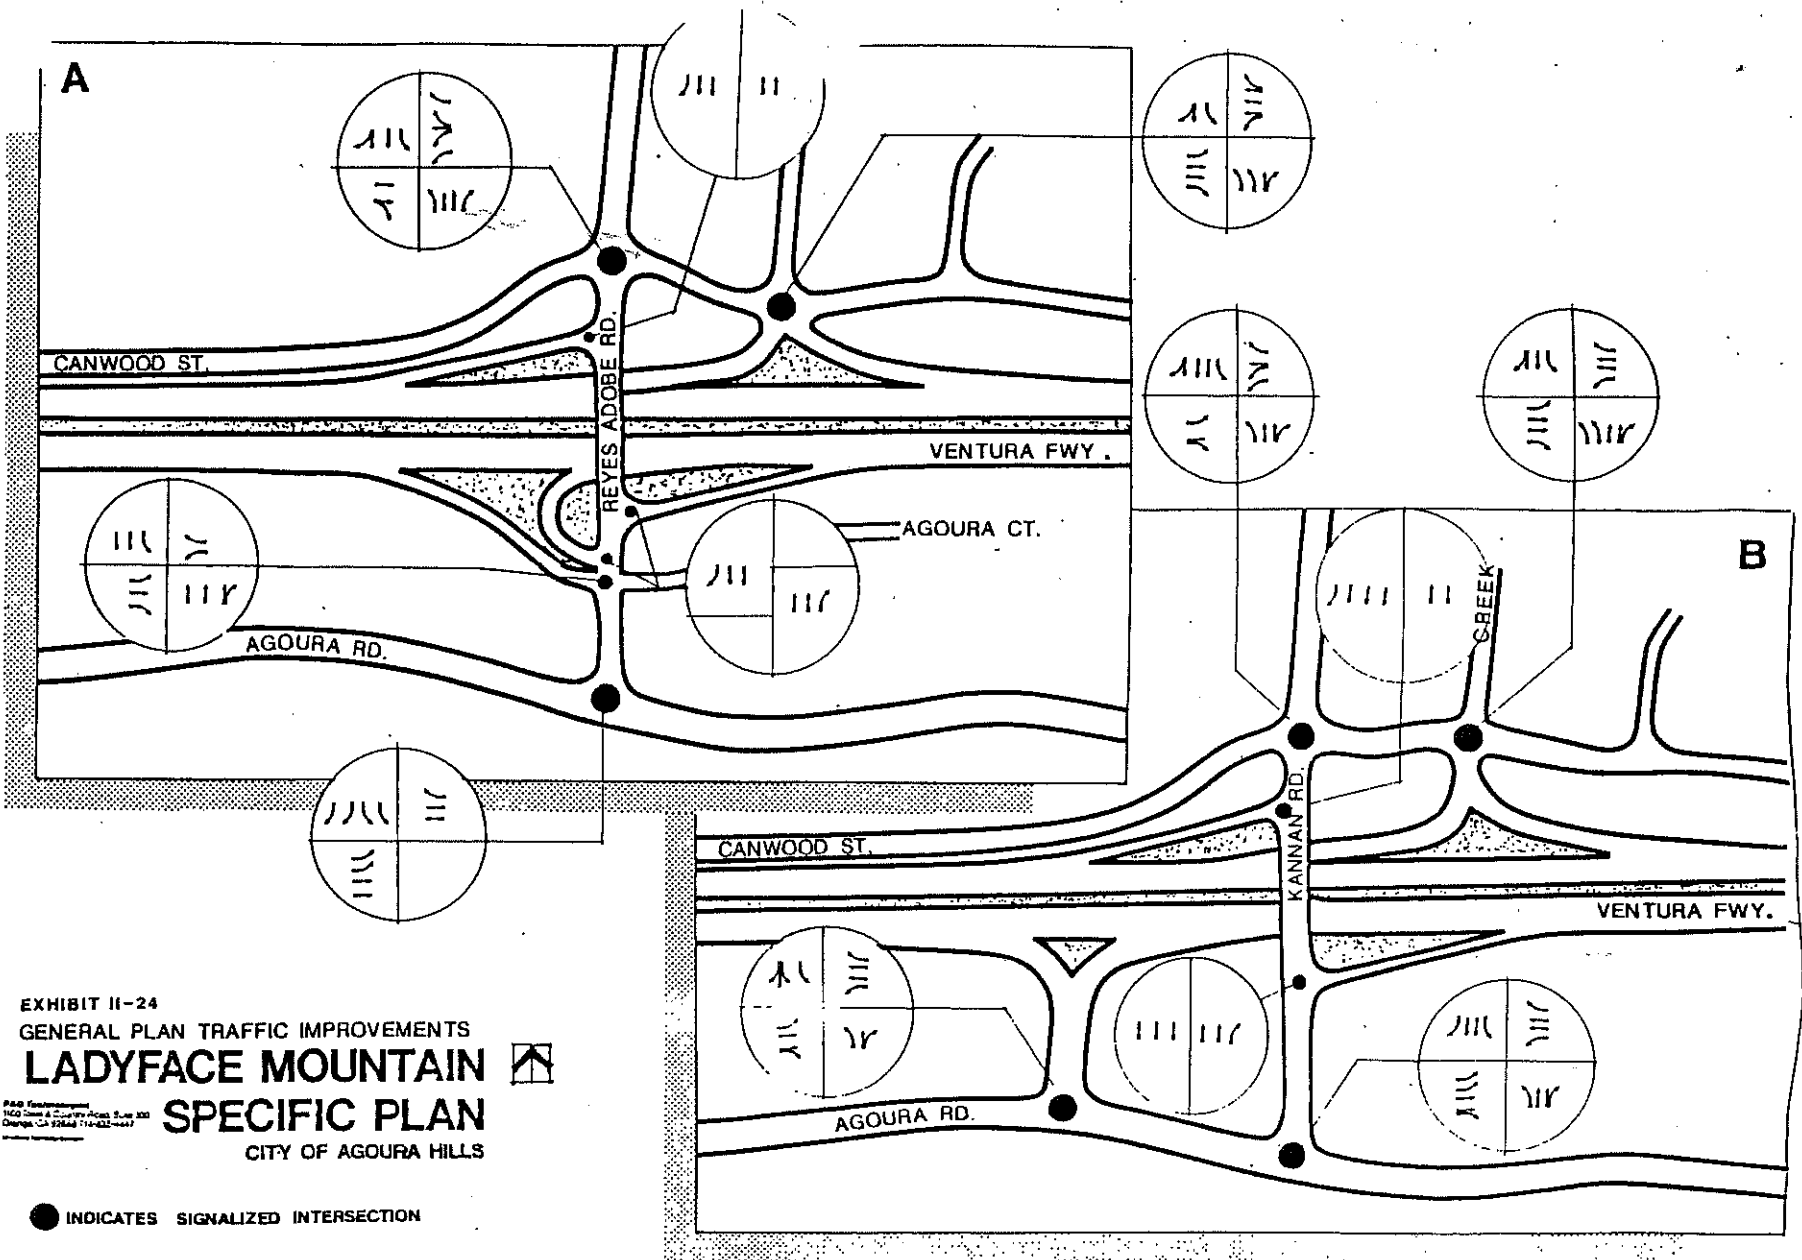 A
CANWOOD ST.
REYES ADOBE RD.
VENTURA FWY.
AGOURA CT.
AGOURA RD.
B
CREEK
KANNAN RD.
CANWOOD ST.
VENTURA FWY.
AGOURA RD.
EXHIBIT II-24
GENERAL PLAN TRAFFIC IMPROVEMENTS
LADYFACE MOUNTAIN
SPECIFIC PLAN
CITY OF AGOURA HILLS
INDICATES SIGNALIZED INTERSECTION